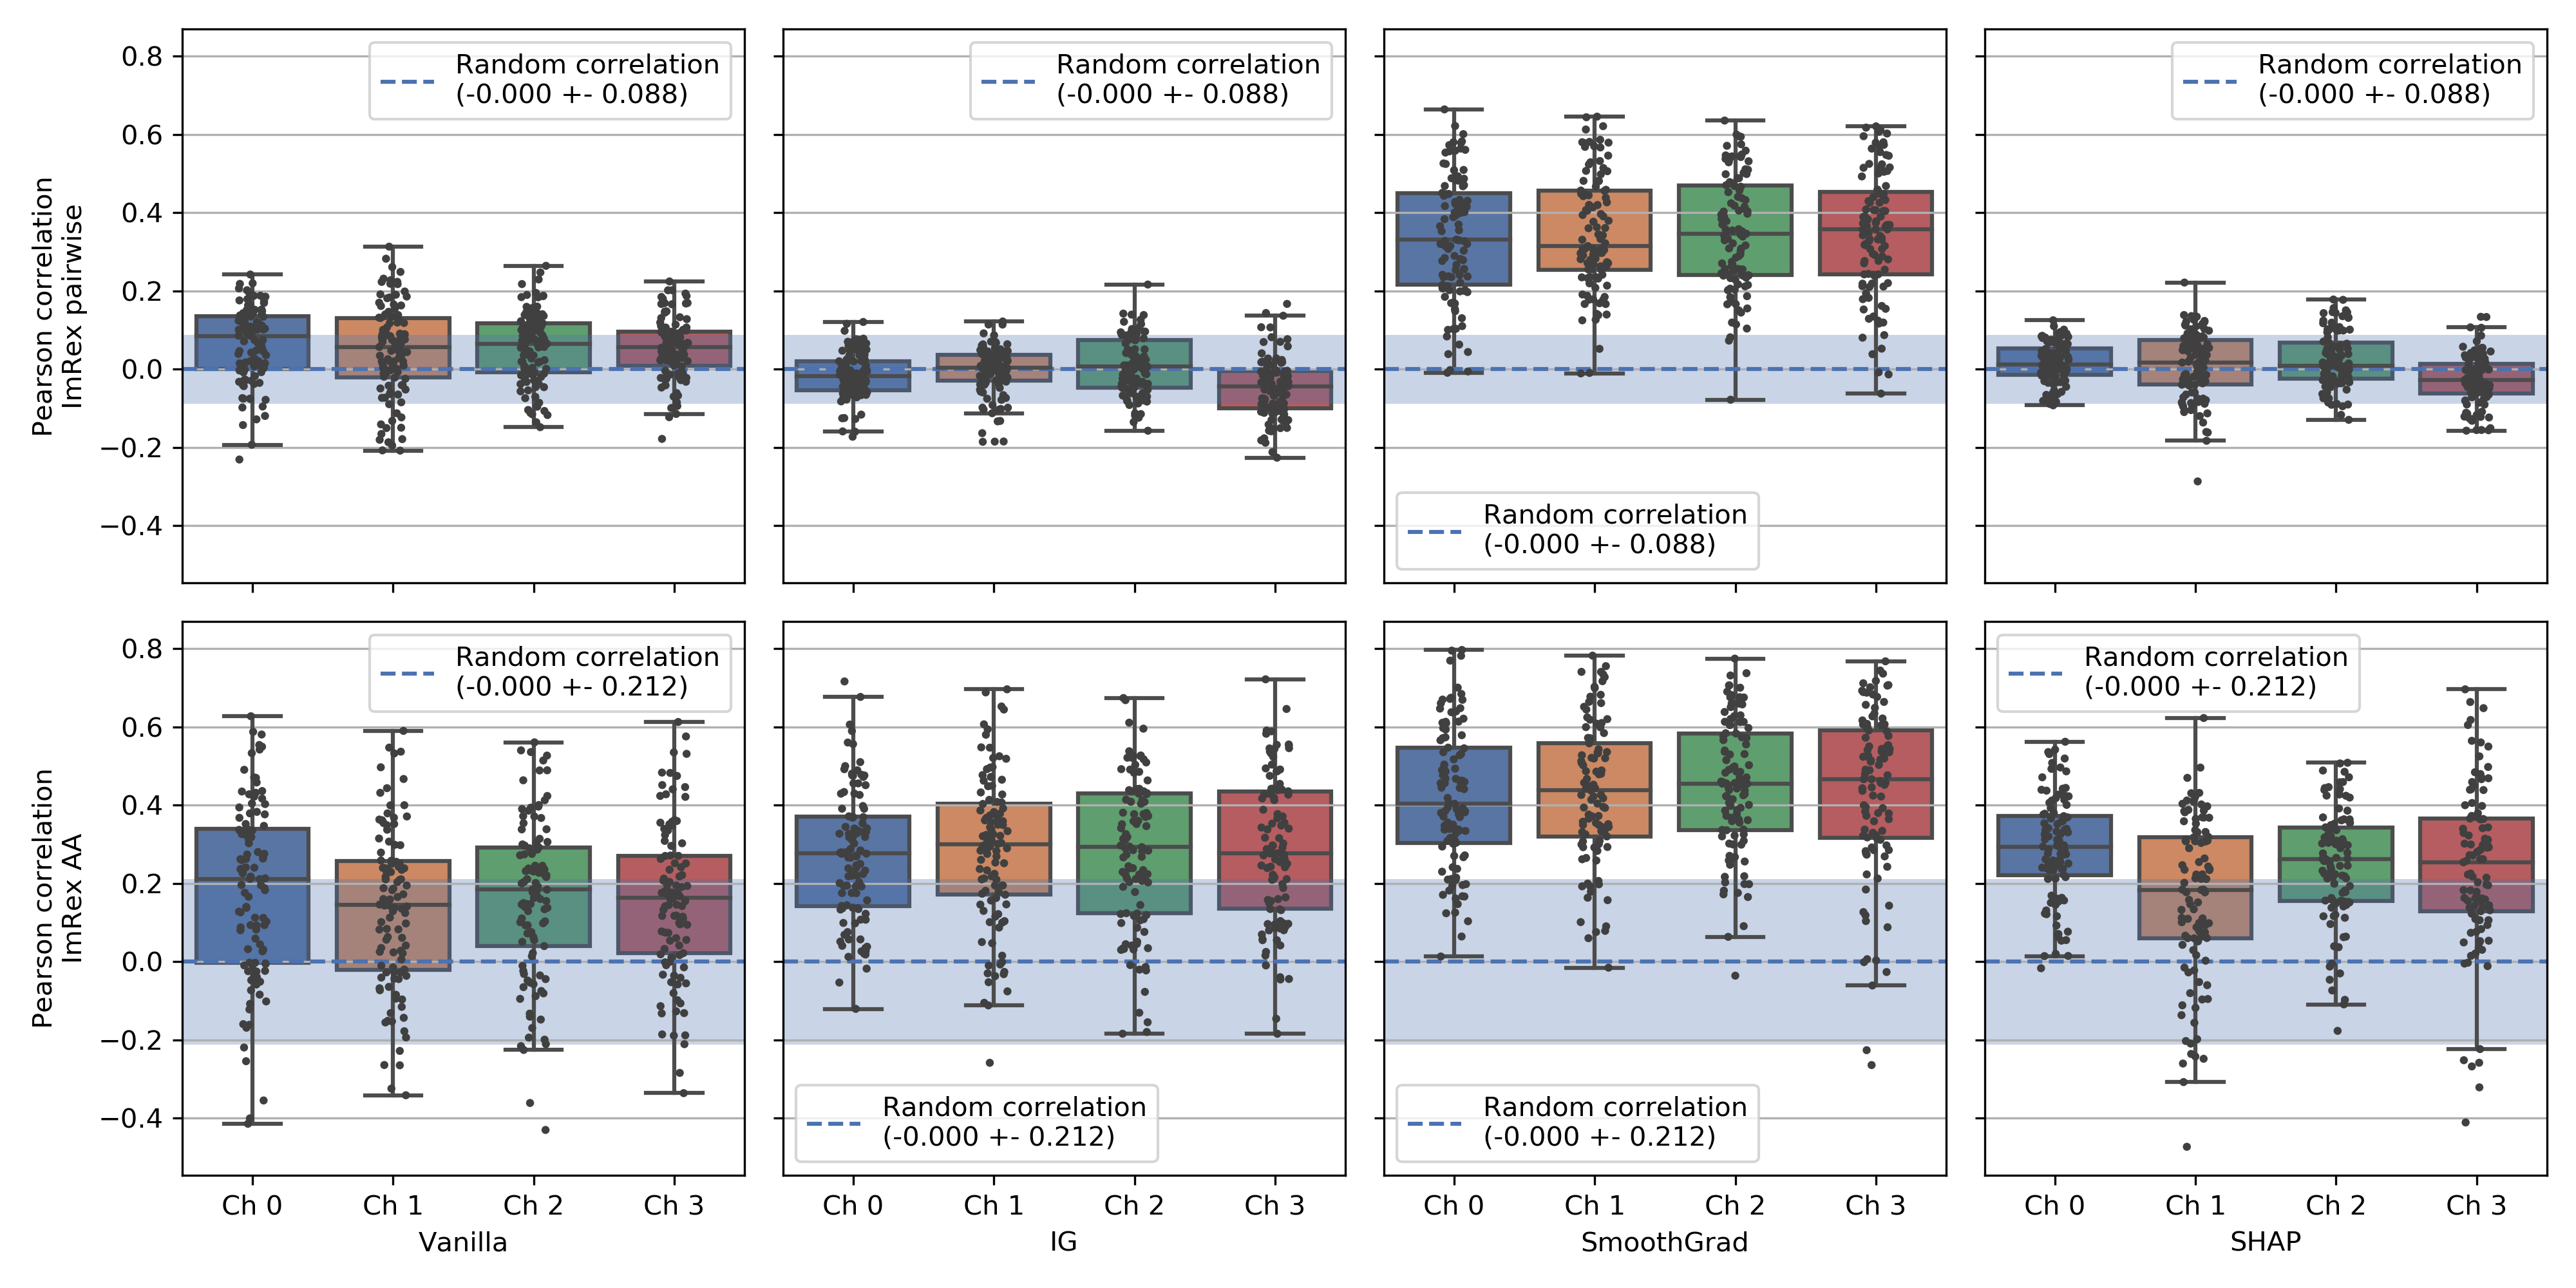 Pearson correlation
ImRex pairwise
0.8
0.6
0.4
0.2
0.0
−0.2
−0.4
Random correlation
(-0.000 +- 0.088)
Random correlation
(-0.000 +- 0.088)
Random correlation
(-0.000 +- 0.088)
Random correlation
(-0.000 +- 0.088)
Pearson correlation
ImRex AA
0.8
0.6
0.4
0.2
0.0
−0.2
−0.4
Random correlation
(-0.000 +- 0.212)
Random correlation
(-0.000 +- 0.212)
Random correlation
(-0.000 +- 0.212)
Random correlation
(-0.000 +- 0.212)
Ch 0 Ch 1 Ch 2 Ch 3
Vanilla
Ch 0 Ch 1 Ch 2 Ch 3
IG
Ch 0 Ch 1 Ch 2 Ch 3
SmoothGrad
Ch 0 Ch 1 Ch 2 Ch 3
SHAP